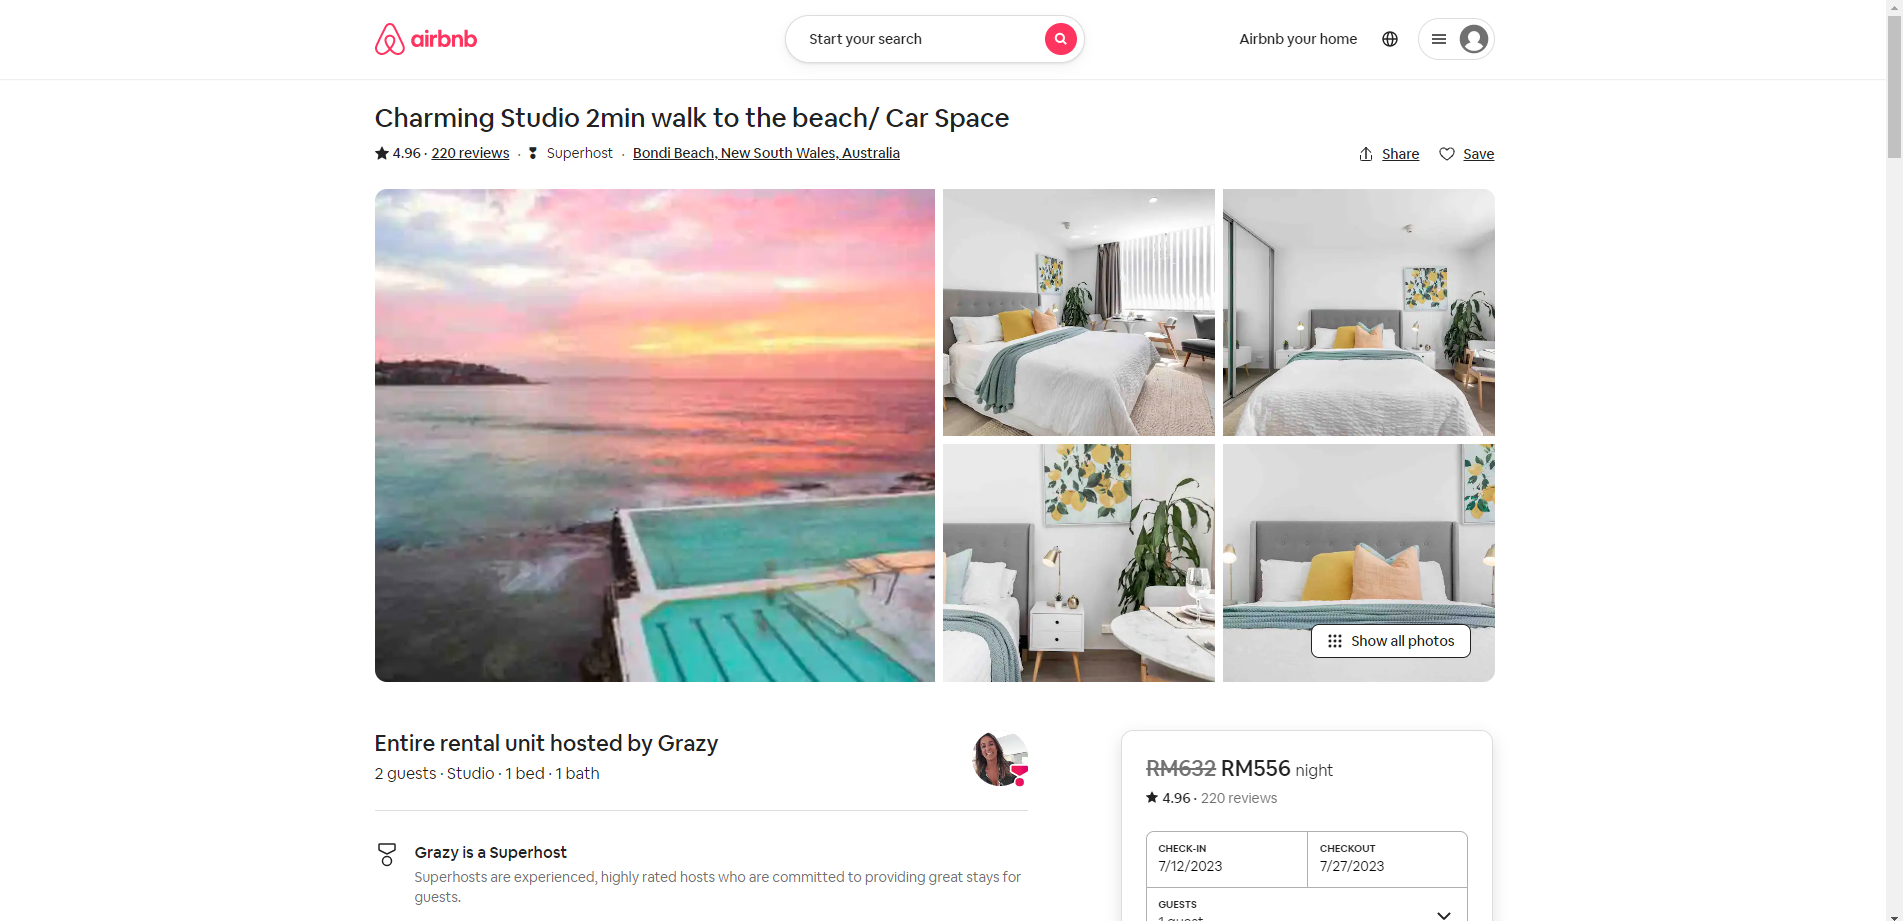 airbnb
Start your search
Airbnb your home
Charming Studio 2min walk to the beach/ Car Space
4.96 · 220 reviews · Superhost · Bondi Beach, New South Wales, Australia
Share
Save
Show all photos
Entire rental unit hosted by Grazy
2 guests · Studio · 1 bed · 1 bath
Grazy is a Superhost
Superhosts are experienced, highly rated hosts who are committed to providing great stays for
guests.
RM632 RM556 night
4.96 · 220 reviews
CHECK-IN
7/12/2023
CHECKOUT
7/27/2023
GUESTS
1 guest